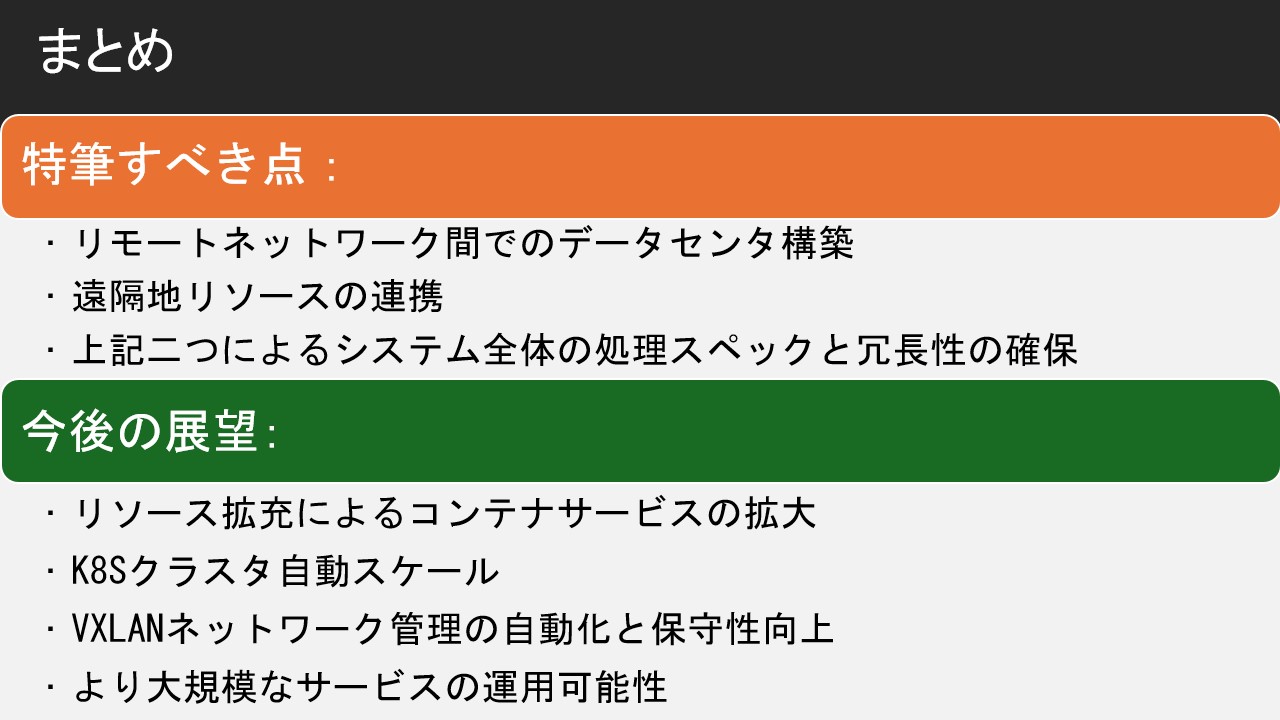 まとめ
特筆すべき点：
・リモートネットワーク間でのデータセンタ構築
・遠隔地リソースの連携
・上記二つによるシステム全体の処理スペックと冗長性の確保
今後の展望:
・リソース拡充によるコンテナサービスの拡大
・K8Sクラスタ自動スケール
・VXLANネットワーク管理の自動化と保守性向上
・より大規模なサービスの運用可能性